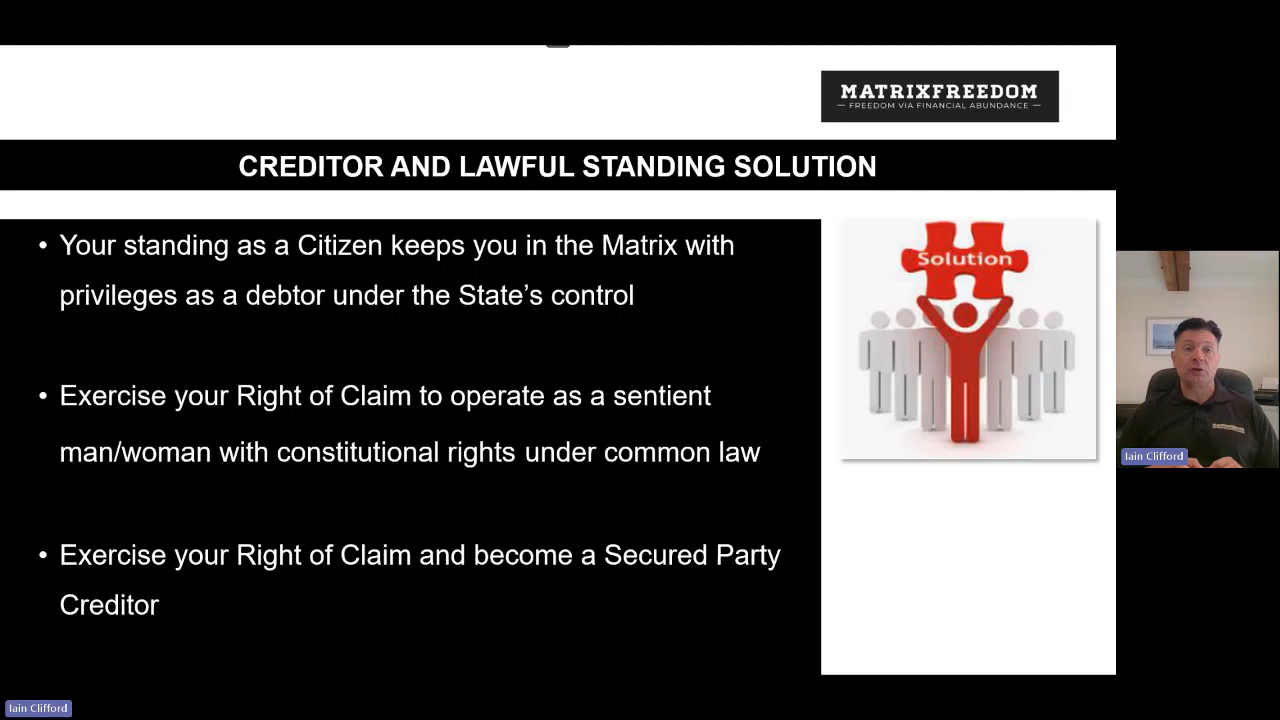 MATRIXFREEDOM
— FREEDOM VIA FINANCIAL ABUNDANCE —
CREDITOR AND LAWFUL STANDING SOLUTION
• Your standing as a Citizen keeps you in the Matrix with
privileges as a debtor under the State's control
Solution
• Exercise your Right of Claim to operate as a sentient
man/woman with constitutional rights under common law
• Exercise your Right of Claim and become a Secured Party
Creditor
Iain Clifford
Iain Clifford